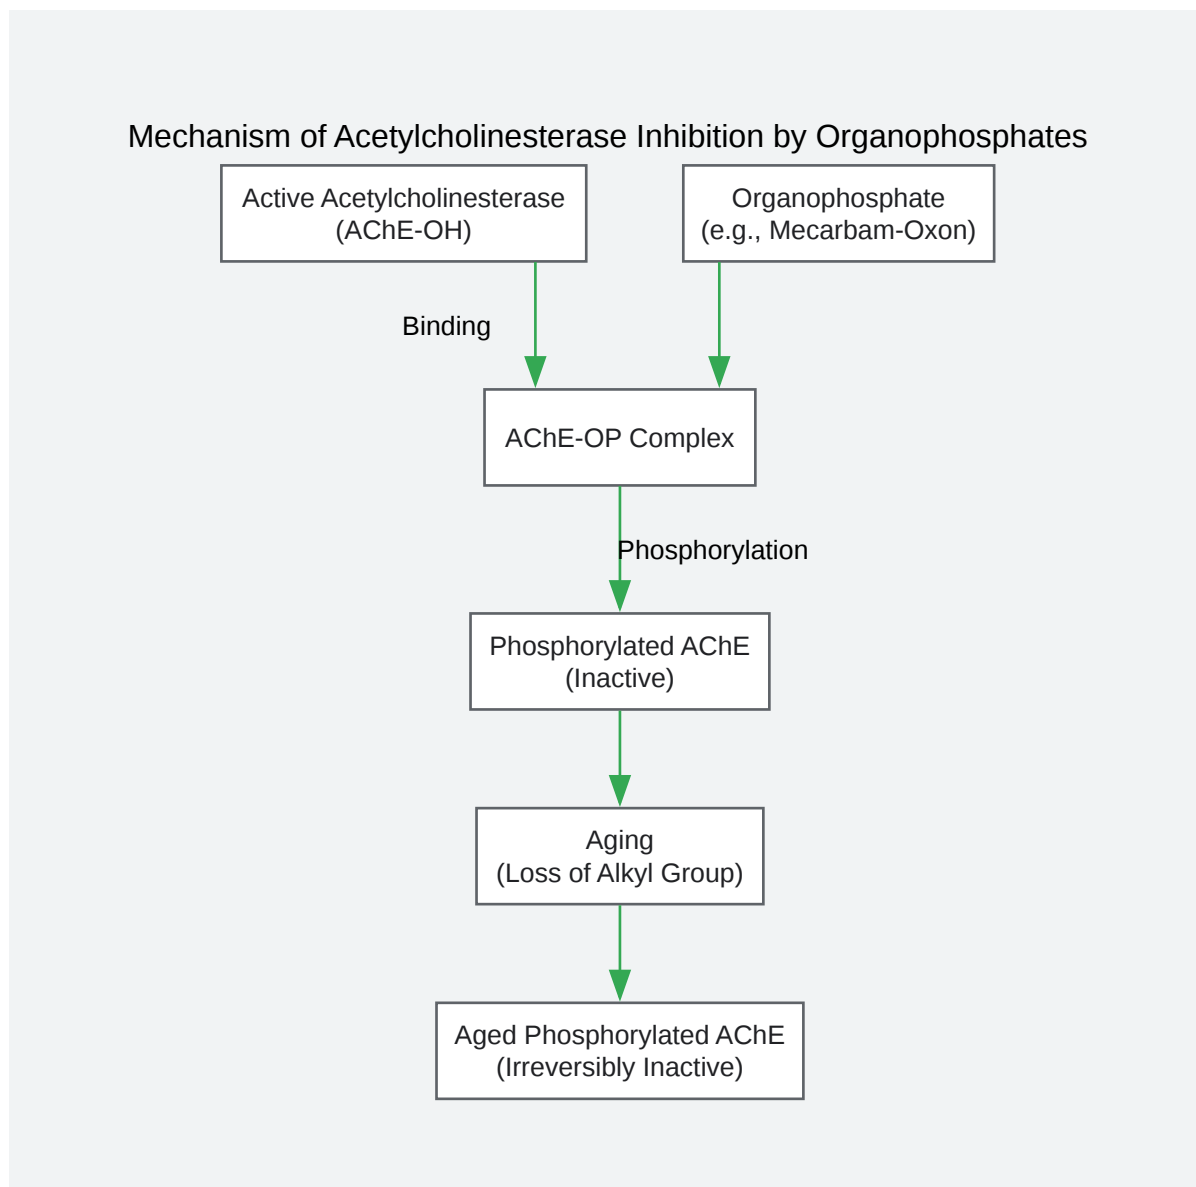 Mechanism of Acetylcholinesterase Inhibition by Organophosphates
Active Acetylcholinesterase
(AChE-OH)
Organophosphate
(e.g., Mecarbam-Oxon)
Binding
AChE-OP Complex
Phosphorylation
Phosphorylated AChE
(Inactive)
Aging
(Loss of Alkyl Group)
Aged Phosphorylated AChE
(Irreversibly Inactive)